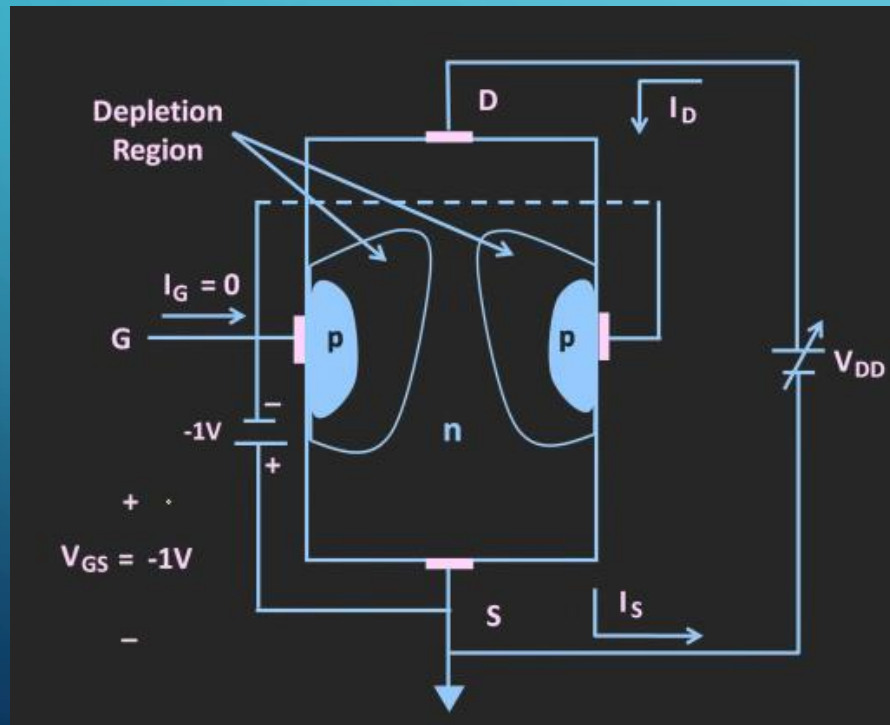 D
I_D
Depletion
Region
I_G = 0
G
p
p
V_DD
n
–
-1V
+
+
V_GS = -1V
S
I_S
–